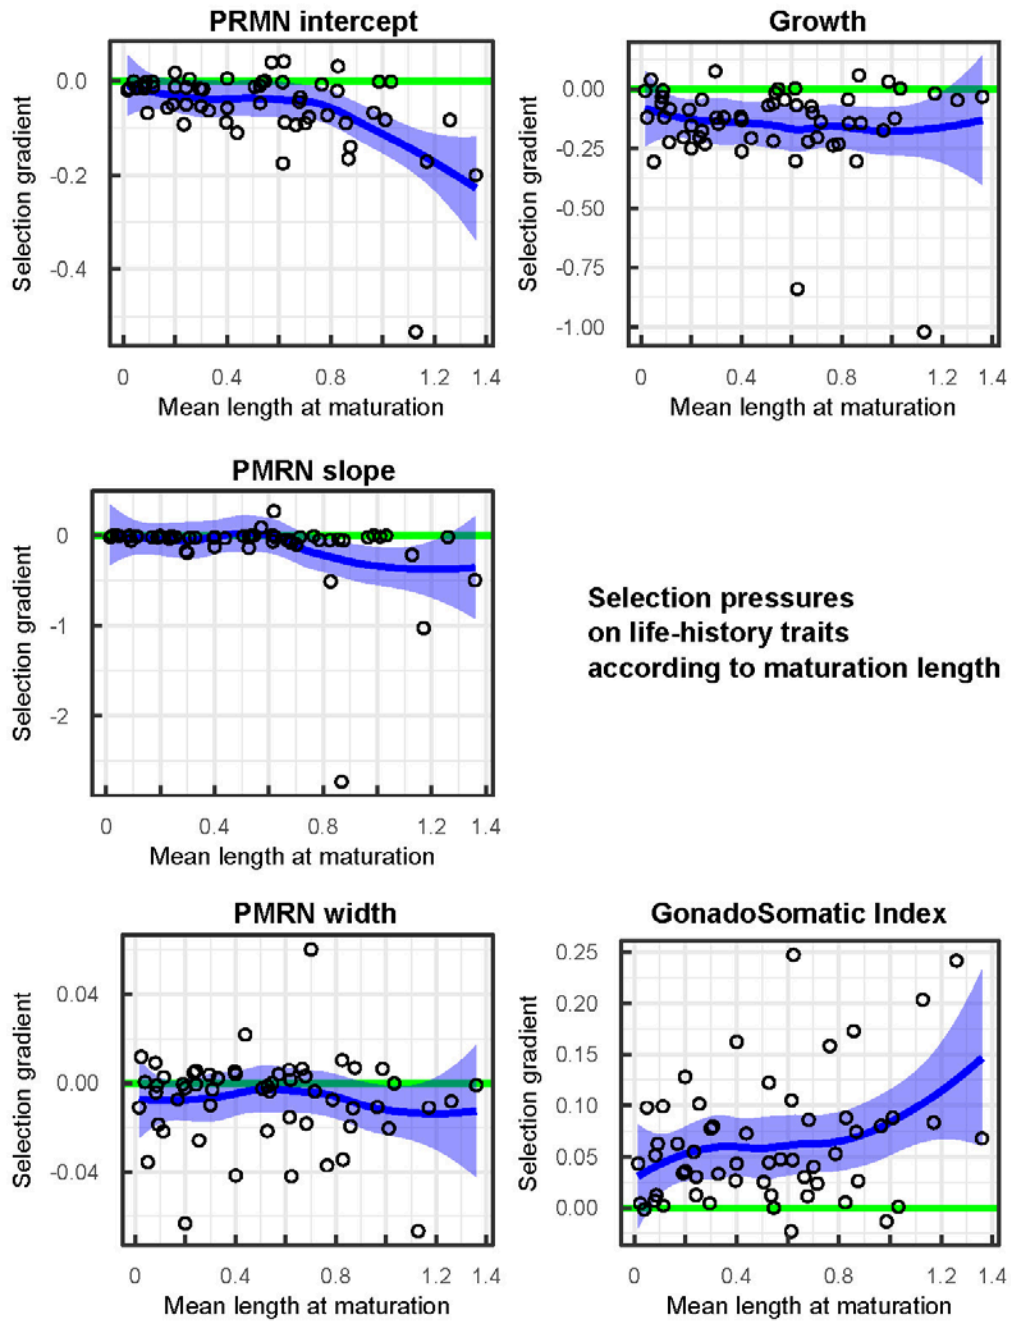 PRMN intercept
Selection gradient
0.0
-0.2
-0.4
0 0.4 0.8 1.2 1.4
Mean length at maturation
Growth
Selection gradient
0.00
-0.25
-0.50
-0.75
-1.00
0 0.4 0.8 1.2 1.4
Mean length at maturation
PMRN slope
Selection gradient
0
-1
-2
0 0.4 0.8 1.2 1.4
Mean length at maturation
Selection pressures
on life-history traits
according to maturation length
PMRN width
Selection gradient
0.04
0.00
-0.04
0 0.4 0.8 1.2 1.4
Mean length at maturation
GonadoSomatic Index
Selection gradient
0.25
0.20
0.15
0.10
0.05
0.00
0 0.4 0.8 1.2 1.4
Mean length at maturation